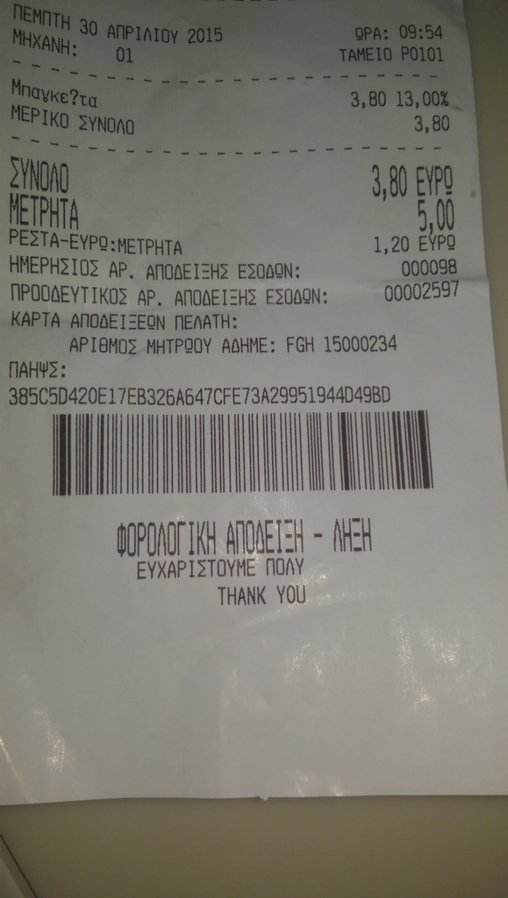 ΠΕΜΠΤΗ 30 ΑΠΡΙΛΙΟΥ 2015 ΩΡΑ: 09:54
ΜΗΧΑΝΗ: 01 ΤΑΜΕΙΟ P0101
Μπαγκε?τα 3,80 13,00%
ΜΕΡΙΚΟ ΣΥΝΟΛΟ 3,80
ΣΥΝΟΛΟ 3,80 ΕΥΡΩ
ΜΕΤΡΗΤΑ 5,00
ΡΕΣΤΑ-ΕΥΡΩ:ΜΕΤΡΗΤΑ 1,20 ΕΥΡΩ
ΗΜΕΡΗΣΙΟΣ ΑΡ. ΑΠΟΔΕΙΞΗΣ ΕΣΟΔΩΝ: 000098
ΠΡΟΟΔΕΥΤΙΚΟΣ ΑΡ. ΑΠΟΔΕΙΞΗΣ ΕΣΟΔΩΝ: 00002597
ΚΑΡΤΑ ΑΠΟΔΕΙΞΕΩΝ ΠΕΛΑΤΗ:
ΑΡΙΘΜΟΣ ΜΗΤΡΩΟΥ ΑΔΗΜΕ: FGH 15000234
ΠΑΗΨΣ:
385C5D420E17EB326A647CFE73A29951944D49BD
ΦΟΡΟΛΟΓΙΚΗ ΑΠΟΔΕΙΞΗ - ΛΗΞΗ
ΕΥΧΑΡΙΣΤΟΥΜΕ ΠΟΛΥ
THANK YOU